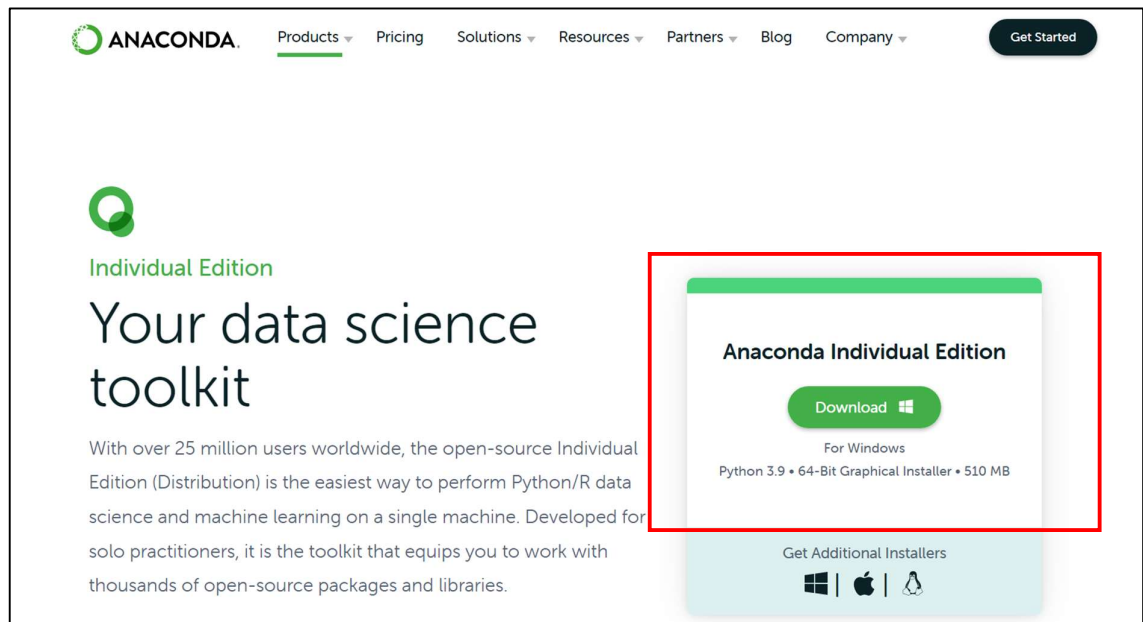 ANACONDA.
Products Pricing Solutions Resources Partners Blog Company Get Started
Individual Edition
Your data science
toolkit
With over 25 million users worldwide, the open-source Individual
Edition (Distribution) is the easiest way to perform Python/R data
science and machine learning on a single machine. Developed for
solo practitioners, it is the toolkit that equips you to work with
thousands of open-source packages and libraries.
Anaconda Individual Edition
Download
For Windows
Python 3.9 • 64-Bit Graphical Installer • 510 MB
Get Additional Installers
| |